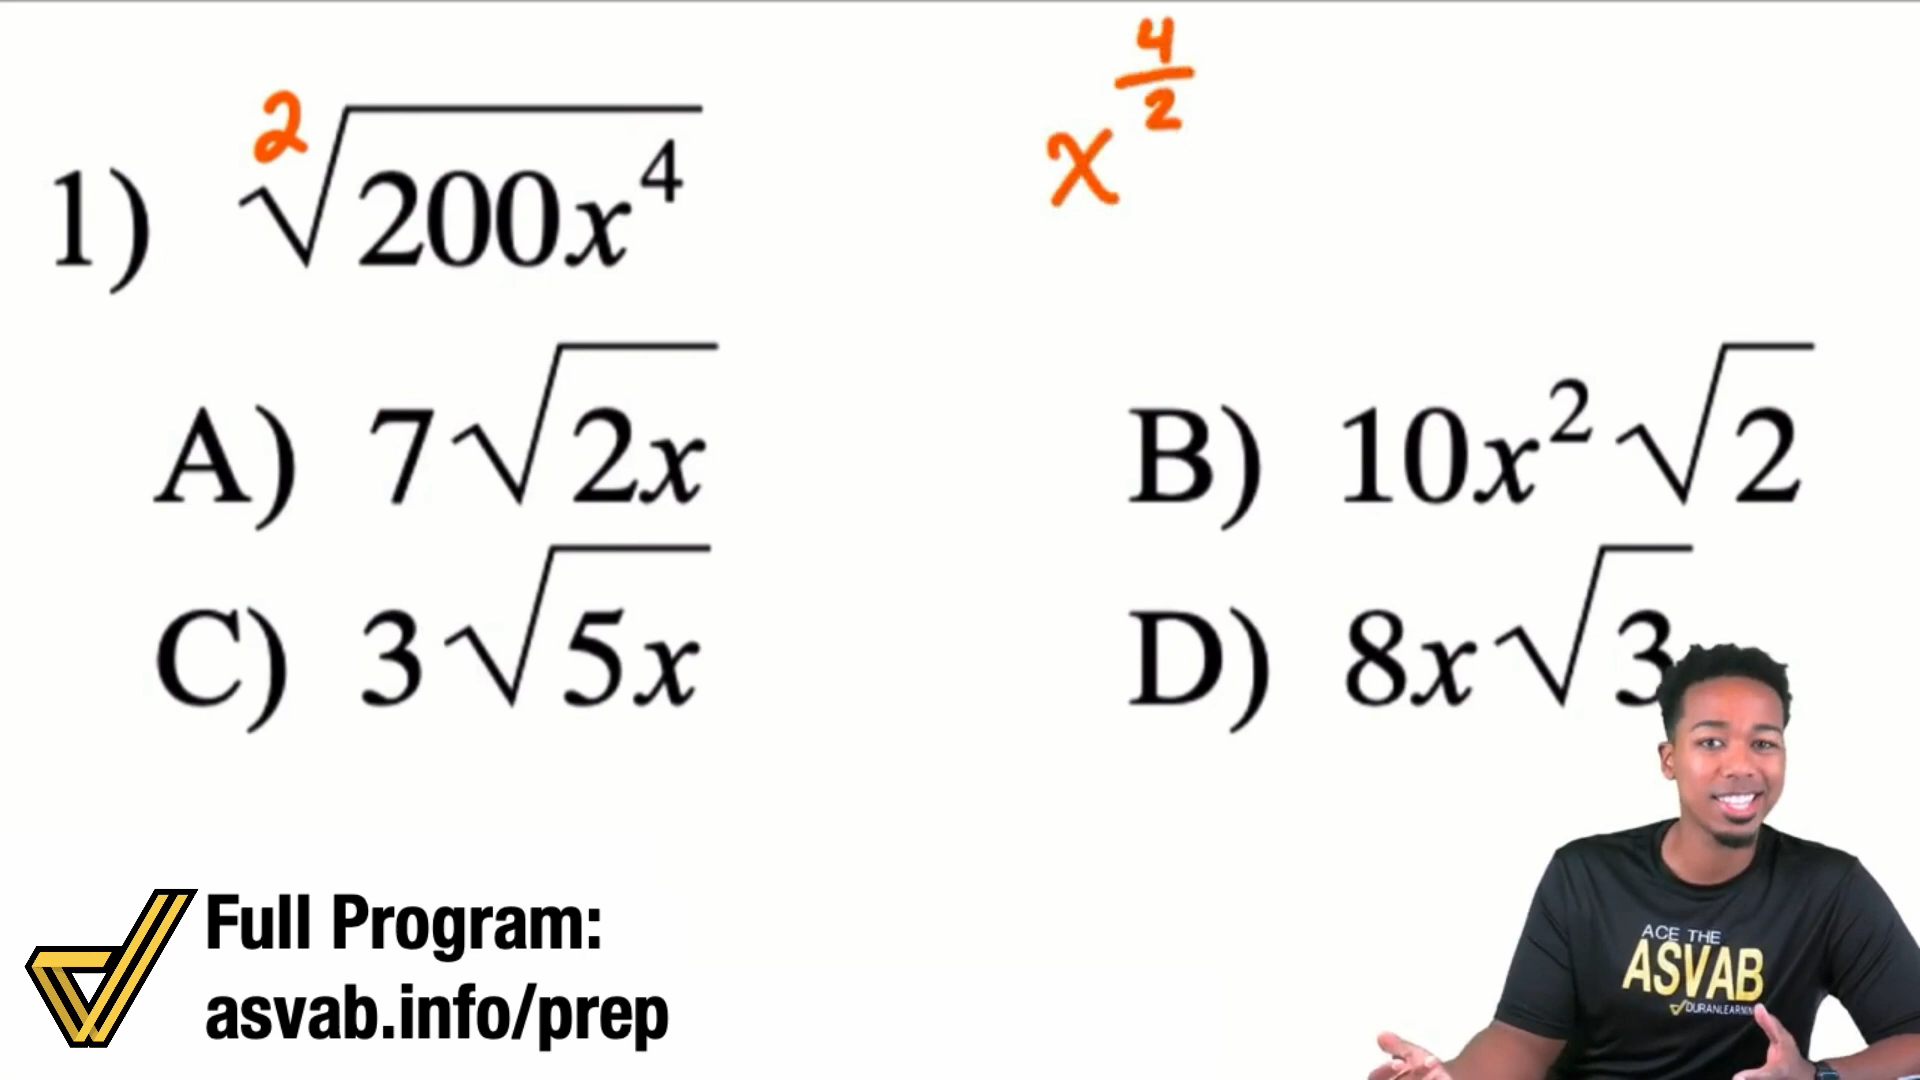 x^(4/2)
1) ²√200x⁴
A) 7√2x
B) 10x²√2
C) 3√5x
D) 8x√3
Full Program:
asvab.info/prep
ACE THE
ASVAB